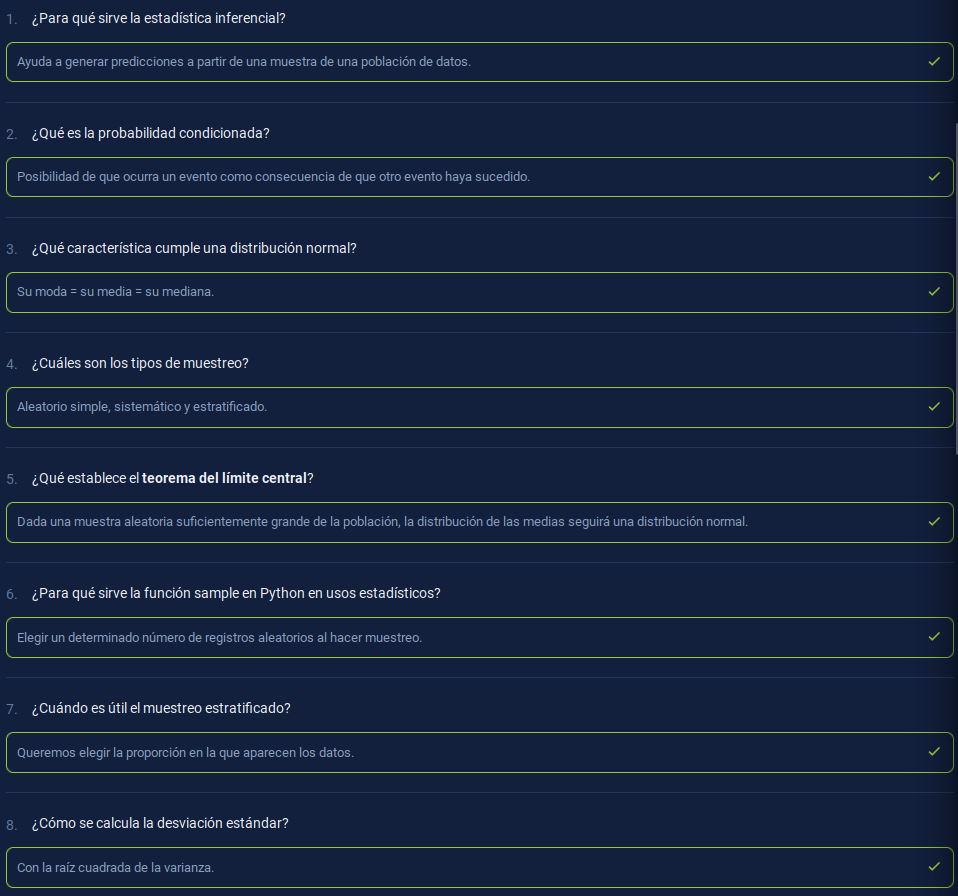 1. ¿Para qué sirve la estadística inferencial?
Ayuda a generar predicciones a partir de una muestra de una población de datos.
2. ¿Qué es la probabilidad condicionada?
Posibilidad de que ocurra un evento como consecuencia de que otro evento haya sucedido.
3. ¿Qué característica cumple una distribución normal?
Su moda = su media = su mediana.
4. ¿Cuáles son los tipos de muestreo?
Aleatorio simple, sistemático y estratificado.
5. ¿Qué establece el teorema del límite central?
Dada una muestra aleatoria suficientemente grande de la población, la distribución de las medias seguirá una distribución normal.
6. ¿Para qué sirve la función sample en Python en usos estadísticos?
Elegir un determinado número de registros aleatorios al hacer muestreo.
7. ¿Cuándo es útil el muestreo estratificado?
Queremos elegir la proporción en la que aparecen los datos.
8. ¿Cómo se calcula la desviación estándar?
Con la raíz cuadrada de la varianza.